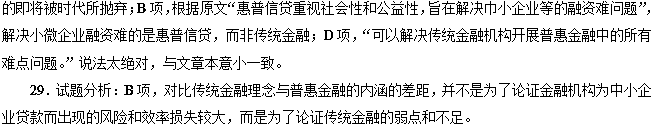 的即将被时代所抛弃；B 项，根据原文“惠普信贷重视社会性和公益性，旨在解决巾小企业等的融资难问题”，
解决小微企业融资难的是惠普信贷，而非传统金融；D 项，“可以解决传统金融机构开展普惠金融中的所有
难点问题。”说法太绝对，与文章本意小一致。
29．试题分析：B 项，对比传统金融理念与普惠金融的内涵的差距，并不是为了论证金融机构为中小企
业贷款而出现的风险和效率损失较大，而是为了论证传统金融的弱点和不足。